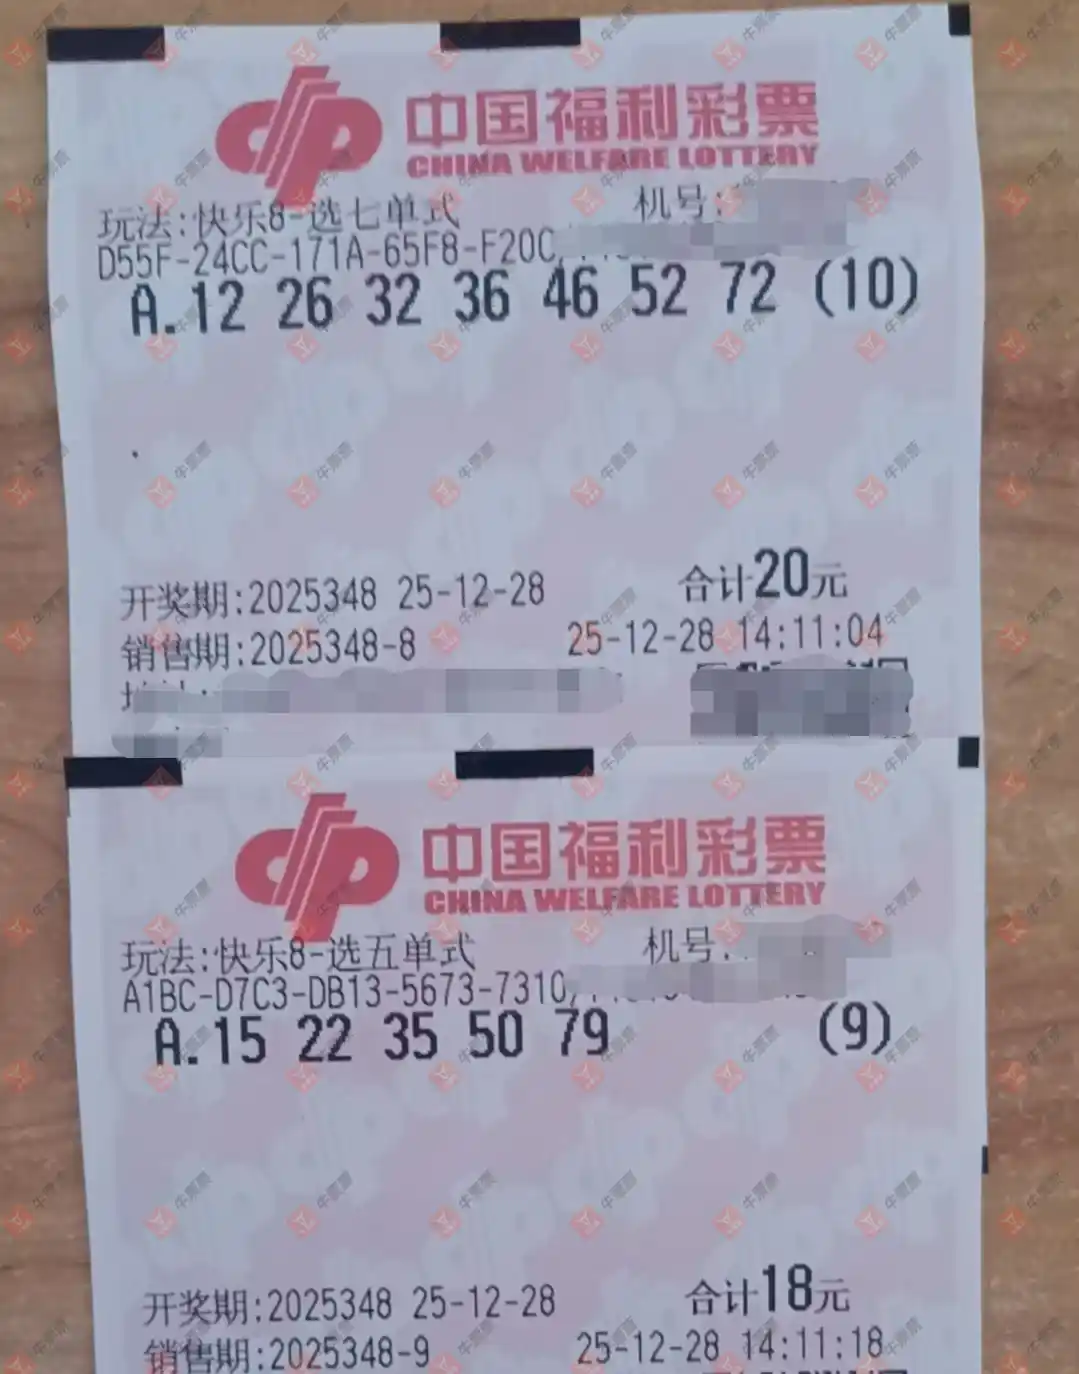 中国福利彩票
CHINA WELFARE LOTTERY
玩法:快乐8-选七单式 机号:
D55F-24CC-171A-65F8-F20C
A.12 26 32 36 46 52 72 (10)
开奖期:2025348 25-12-28 合计20元
销售期:2025348-8 25-12-28 14:11:04
中国福利彩票
CHINA WELFARE LOTTERY
玩法:快乐8-选五单式 机号:
A1BC-D7C3-DB13-5673-7310
A.15 22 35 50 79 (9)
开奖期:2025348 25-12-28 合计18元
销售期:2025348-9 25-12-28 14:11:18